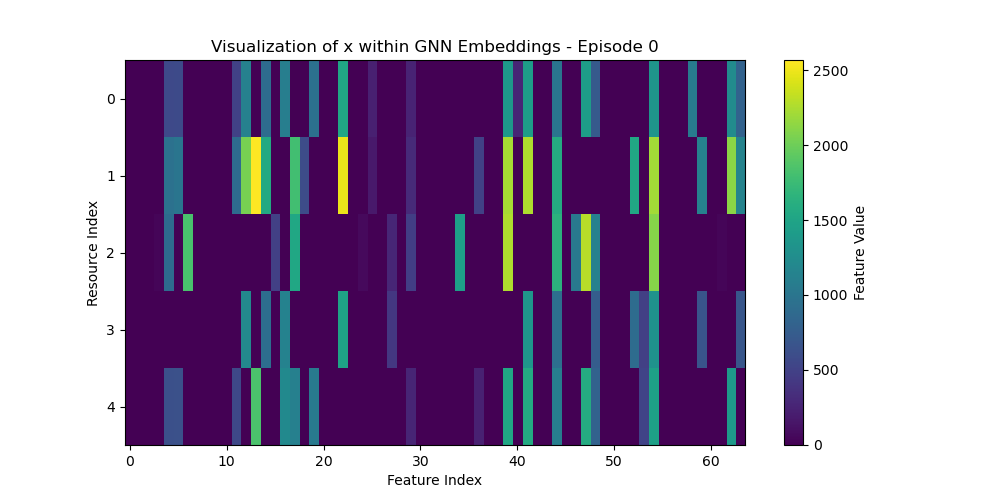 Visualization of x within GNN Embeddings - Episode 0
Resource Index
0
1
2
3
4
0 10 20 30 40 50 60
Feature Index
2500
2000
1500
1000
500
0
Feature Value